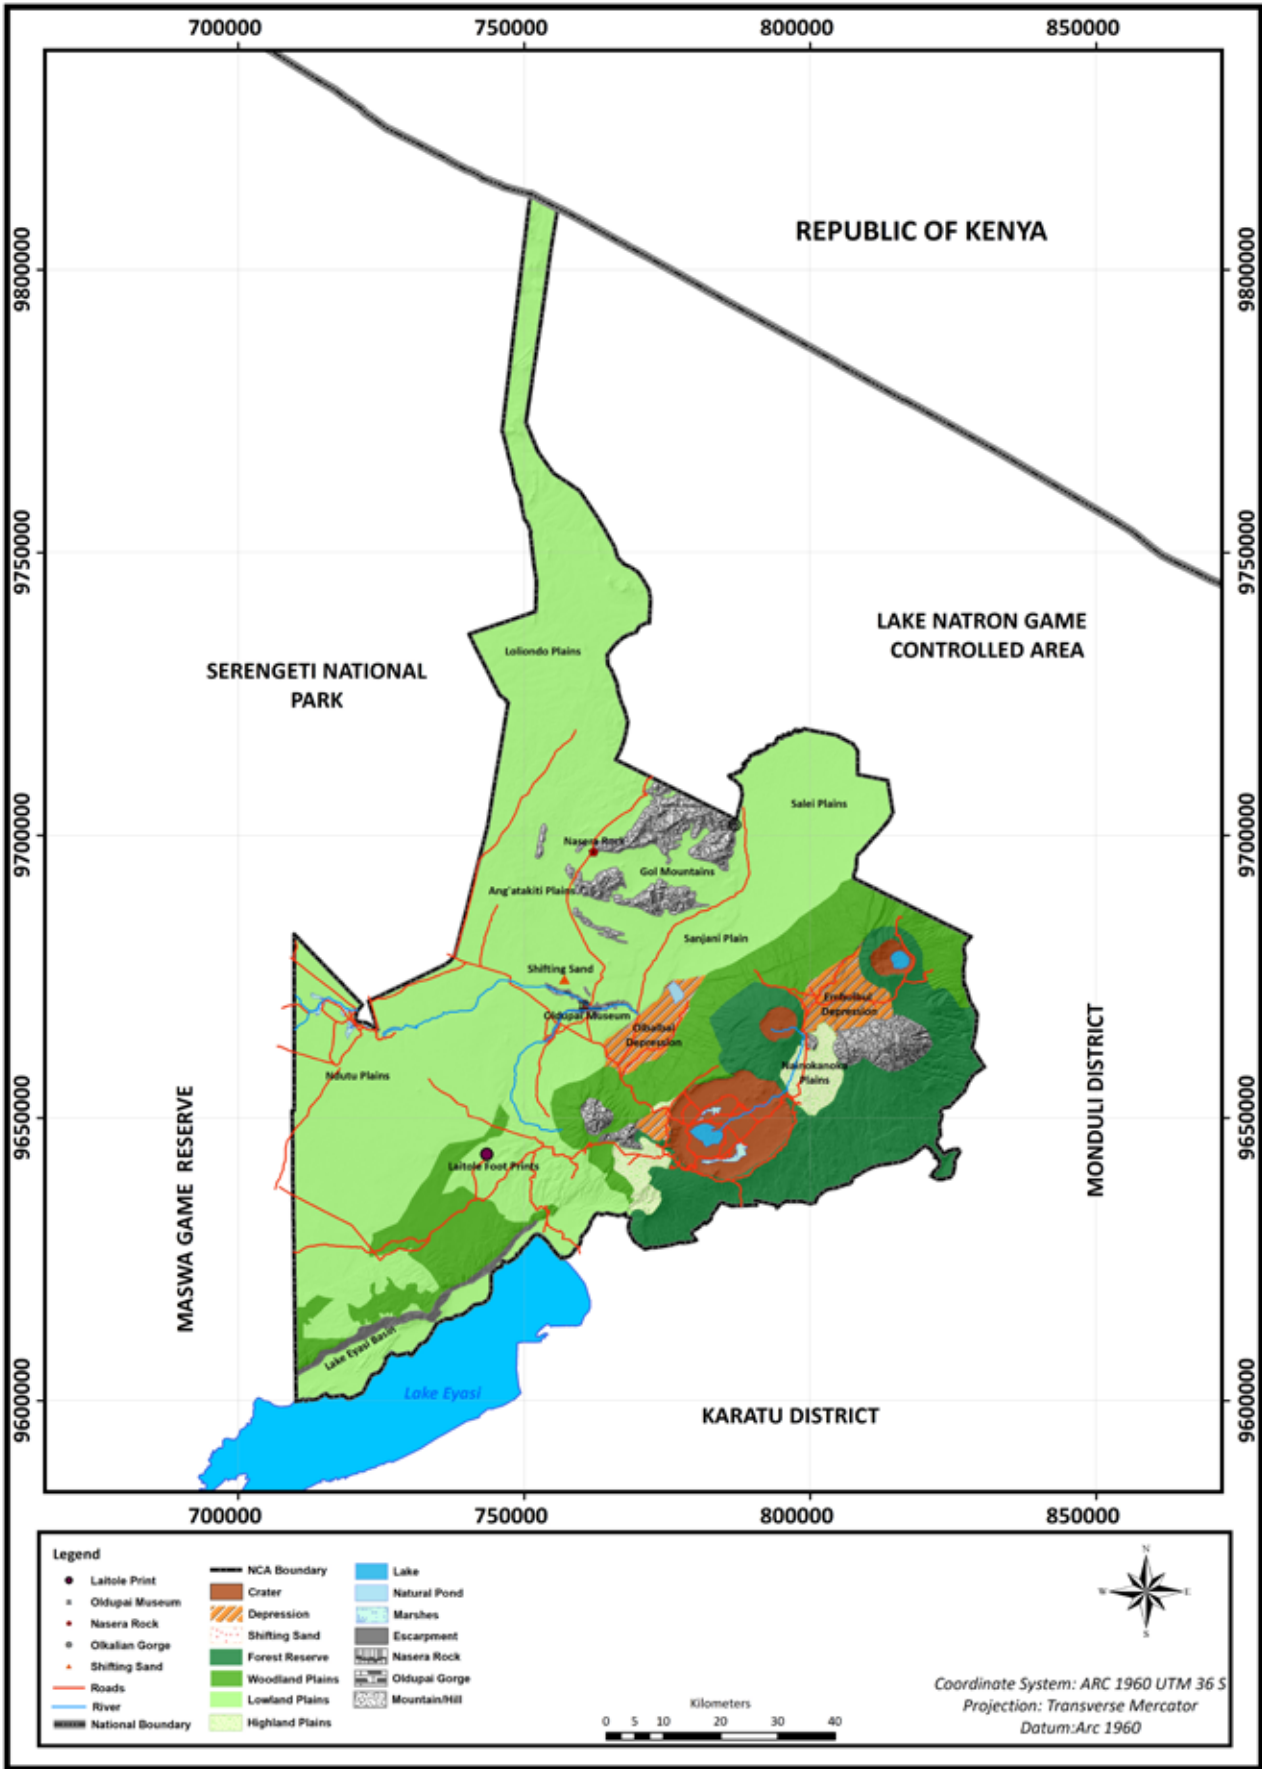 700000 750000 800000 850000
9800000 9800000
REPUBLIC OF KENYA
9750000 9750000
LAKE NATRON GAME
CONTROLLED AREA
SERENGETI NATIONAL
PARK
Loliondo Plains
Salei Plains
9700000 9700000
Nasera Rock
Gol Mountains
Ang'atakiti Plains
Sanjani Plain
Shifting Sand
Oldupai Museum
Olbalbal
Depression
Embolbul
Depression
Nainokanoka
Plains
Ndutu Plains
MASWA GAME RESERVE
MONDULI DISTRICT
9650000 9650000
Laitole Foot Prints
Lake Eyasi Basin
Lake Eyasi
KARATU DISTRICT
9600000 9600000
700000 750000 800000 850000
Legend
Laitole Print
Oldupai Museum
Nasera Rock
Olkalian Gorge
Shifting Sand
Roads
River
National Boundary
NCA Boundary
Crater
Depression
Shifting Sand
Forest Reserve
Woodland Plains
Lowland Plains
Highland Plains
Lake
Natural Pond
Marshes
Escarpment
Nasera Rock
Oldupai Gorge
Mountain/Hill
Kilometers
0 5 10 20 30 40
N
W E
S
Coordinate System: ARC 1960 UTM 36 S
Projection: Transverse Mercator
Datum:Arc 1960